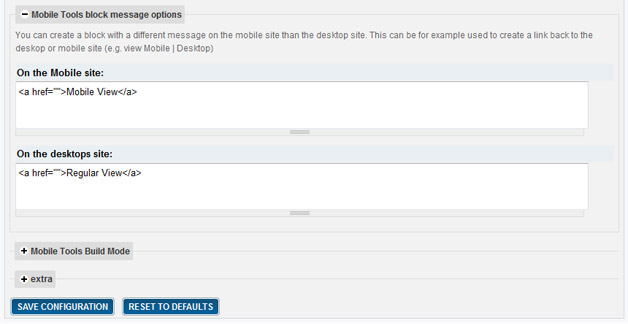 Mobile Tools block message options
You can create a block with a different message on the mobile site than the desktop site. This can be for example used to create a link back to the
deskop or mobile site (e.g. view Mobile | Desktop)
On the Mobile site:
<a href="">Mobile View</a>
On the desktops site:
<a href="">Regular View</a>
Mobile Tools Build Mode
extra
SAVE CONFIGURATION RESET TO DEFAULTS